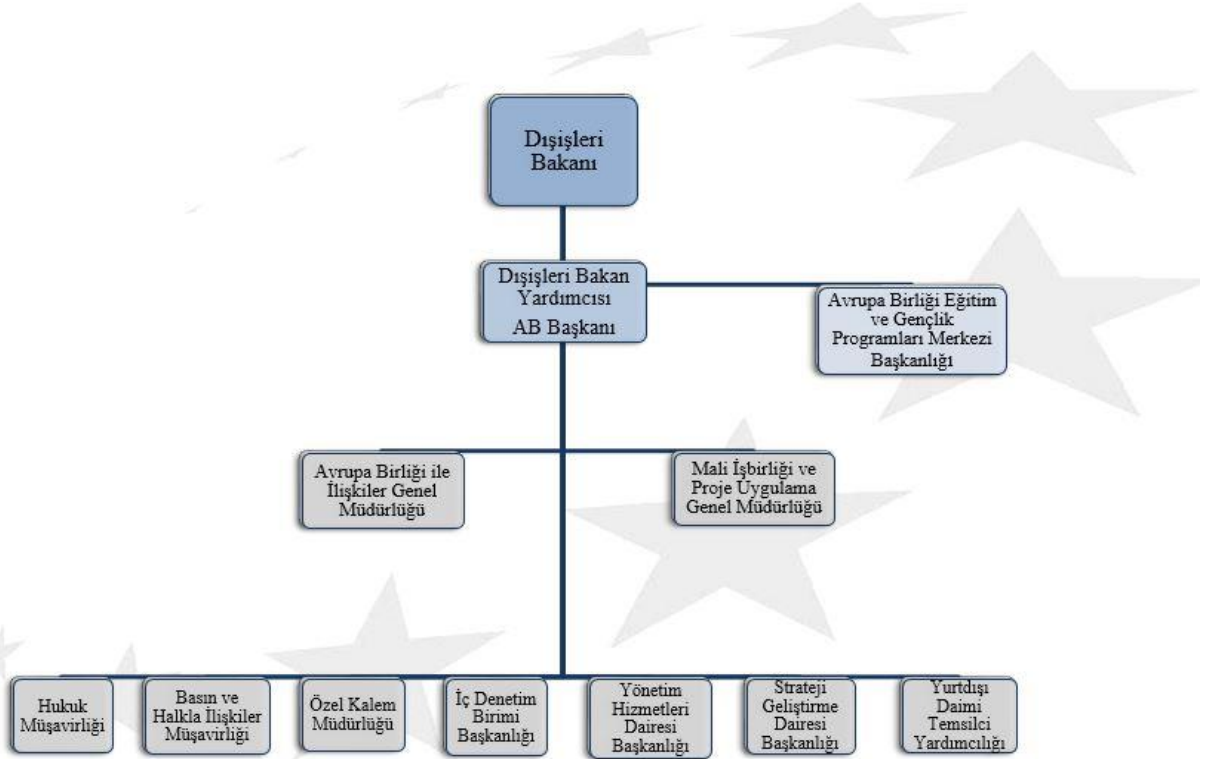 Dışişleri
Bakanı
Dışişleri Bakan
Yardımcısı
AB Başkanı
Avrupa Birliği Eğitim
ve Gençlik
Programları Merkezi
Başkanlığı
Avrupa Birliği ile
İlişkiler Genel
Müdürlüğü
Mali İşbirliği ve
Proje Uygulama
Genel Müdürlüğü
Hukuk
Müşavirliği
Basın ve
Halkla İlişkiler
Müşavirliği
Özel Kalem
Müdürlüğü
İç Denetim
Birimi
Başkanlığı
Yönetim
Hizmetleri
Dairesi
Başkanlığı
Strateji
Geliştirme
Dairesi
Başkanlığı
Yurtdışı
Daimi
Temsilci
Yardımcılığı